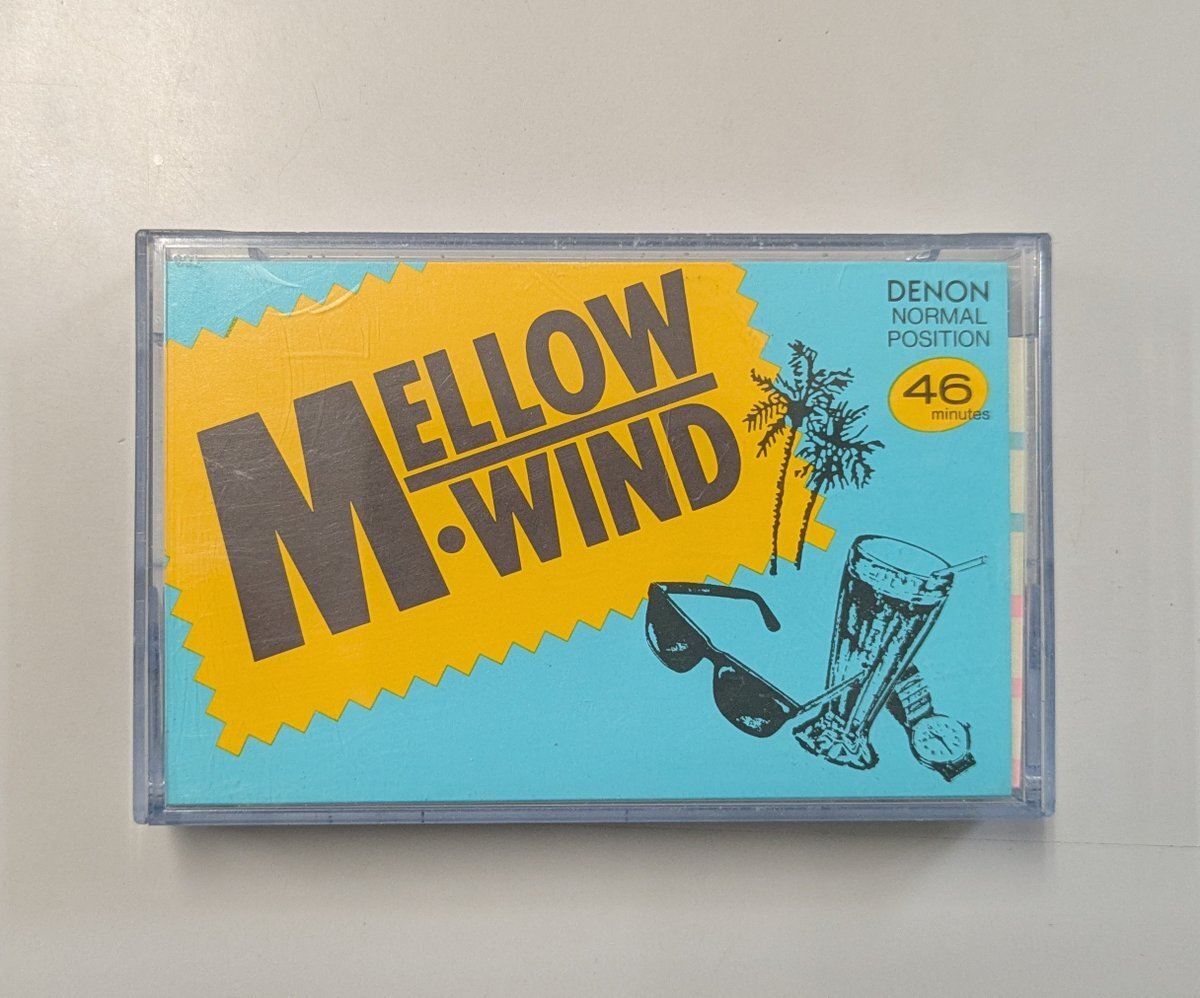 MELLOW
·WIND
DENON
NORMAL
POSITION
46
minutes